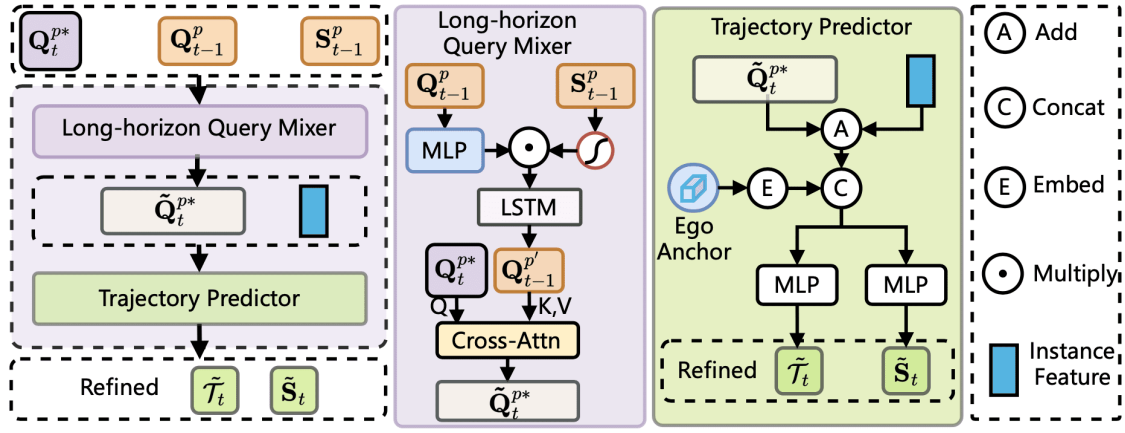 Q_t^{p*} Q_{t-1}^p S_{t-1}^p
Long-horizon Query Mixer
Q̃_t^{p*}
Trajectory Predictor
Refined 𝒯̃_t S̃_t
Long-horizon
Query Mixer
Q_{t-1}^p S_{t-1}^p
MLP
LSTM
Q_t^{p*} Q_{t-1}^{p'}
Q K,V
Cross-Attn
Q̃_t^{p*}
Trajectory Predictor
Q̃_t^{p*}
A
E C
Ego
Anchor
MLP MLP
Refined 𝒯̃_t S̃_t
A Add
C Concat
E Embed
Multiply
Instance
Feature